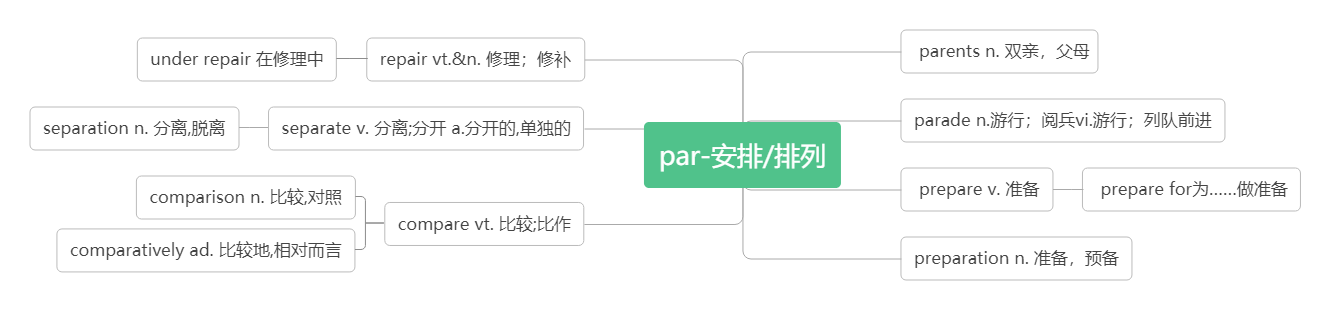 par-安排/排列
parents n. 双亲，父母
parade n.游行；阅兵vi.游行；列队前进
prepare v. 准备
prepare for为......做准备
preparation n. 准备，预备
repair vt.&n. 修理；修补
under repair 在修理中
separate v. 分离;分开 a.分开的,单独的
separation n. 分离,脱离
compare vt. 比较;比作
comparison n. 比较,对照
comparatively ad. 比较地,相对而言